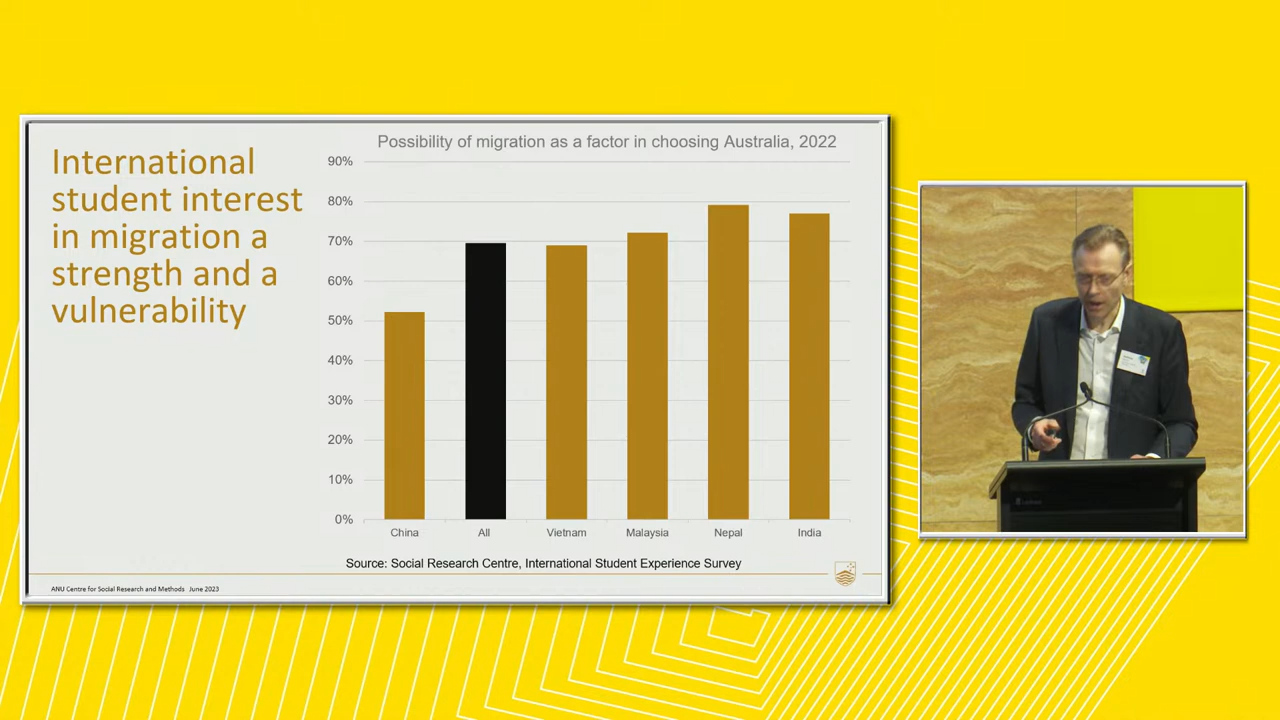 International
student interest
in migration a
strength and a
vulnerability
Possibility of migration as a factor in choosing Australia, 2022
90%
80%
70%
60%
50%
40%
30%
20%
10%
0%
China
All
Vietnam
Malaysia
Nepal
India
Source: Social Research Centre, International Student Experience Survey
ANU Centre for Social Research and Methods June 2023